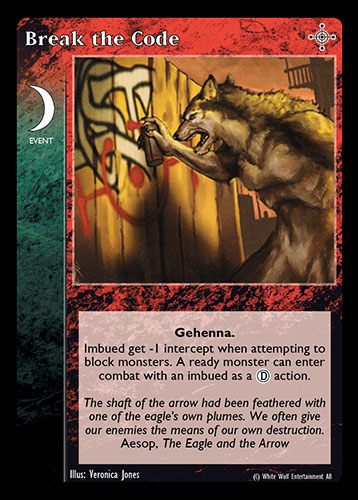 Break the Code
EVENT
Gehenna.
Imbued get -1 intercept when attempting to
block monsters. A ready monster can enter
combat with an imbued as a Ⓓ action.
The shaft of the arrow had been feathered with
one of the eagle's own plumes. We often give
our enemies the means of our own destruction.
Aesop, The Eagle and the Arrow
Illus: Veronica Jones
(C) White Wolf Entertainment AB